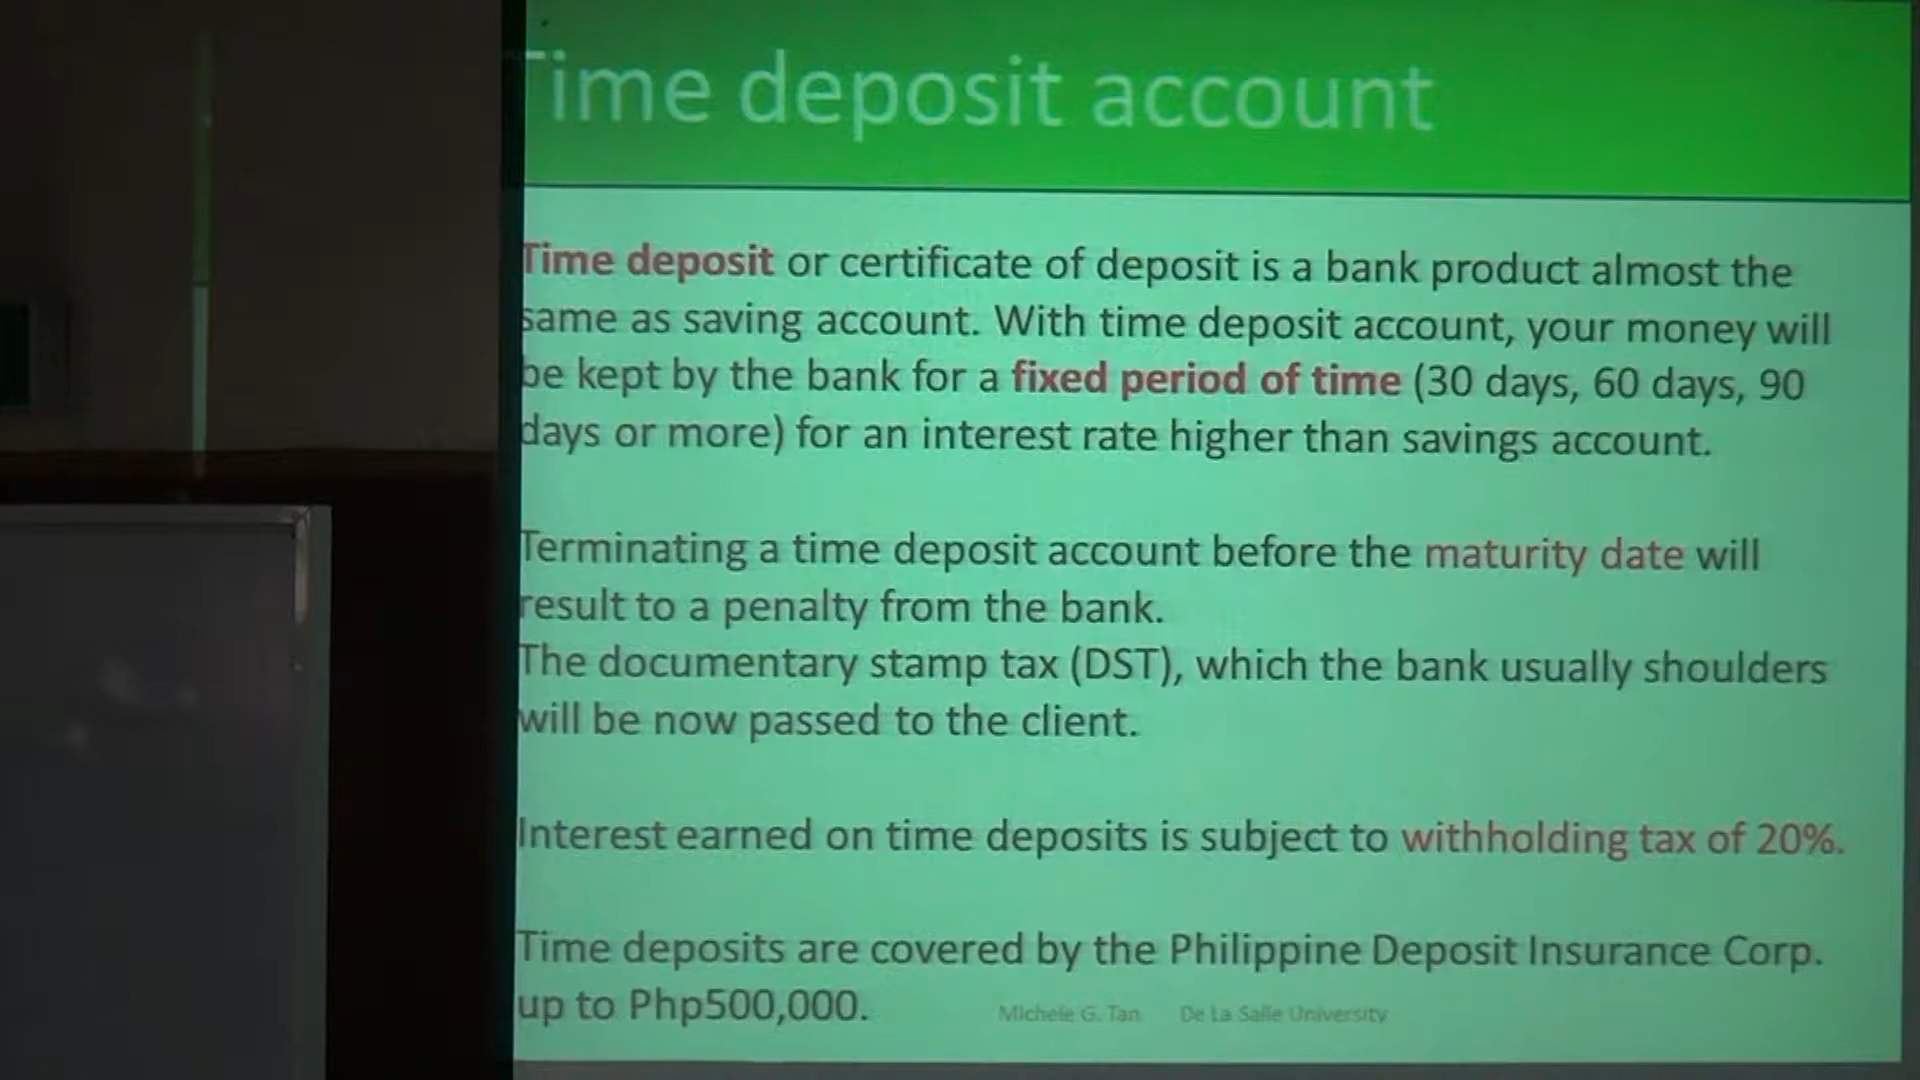 Time deposit account
Time deposit or certificate of deposit is a bank product almost the
same as saving account. With time deposit account, your money will
be kept by the bank for a fixed period of time (30 days, 60 days, 90
days or more) for an interest rate higher than savings account.
Terminating a time deposit account before the maturity date will
result to a penalty from the bank.
The documentary stamp tax (DST), which the bank usually shoulders
will be now passed to the client.
Interest earned on time deposits is subject to withholding tax of 20%.
Time deposits are covered by the Philippine Deposit Insurance Corp.
up to Php500,000.
Michele G. Tan De La Salle University